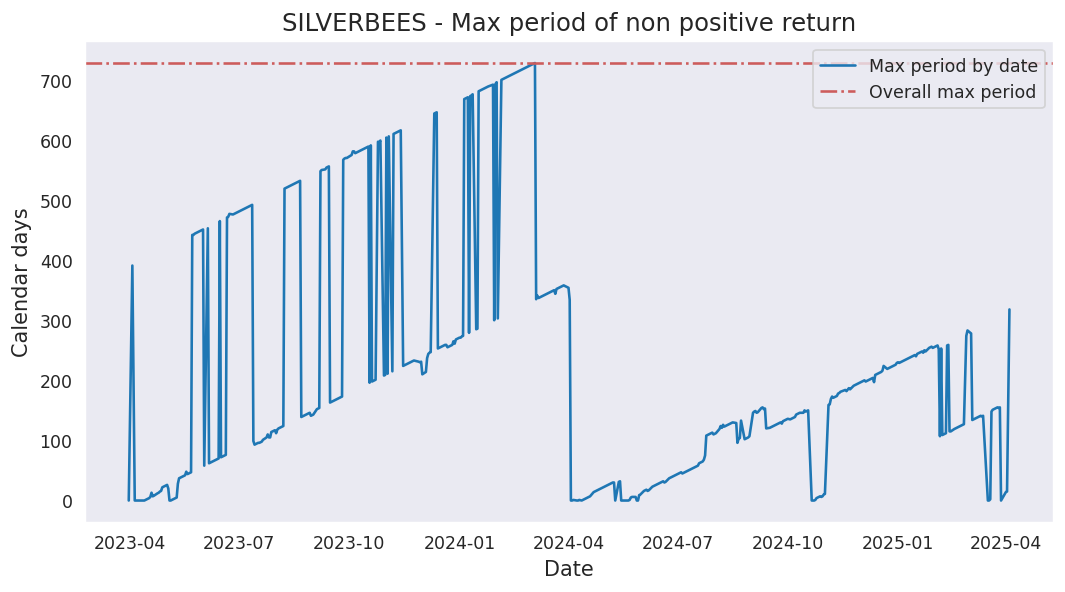 SILVERBEES - Max period of non positive return
Max period by date
Overall max period
Calendar days
700
600
500
400
300
200
100
0
2023-04 2023-07 2023-10 2024-01 2024-04 2024-07 2024-10 2025-01 2025-04
Date